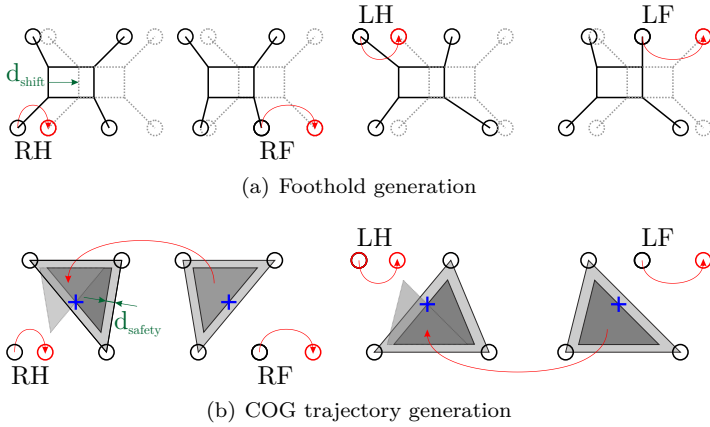 LH
LF
d_shift
RH
RF
(a) Foothold generation
LH
LF
d_safety
RH
RF
(b) COG trajectory generation